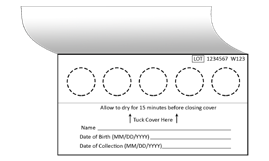 LOT 1234567 W123
Allow to dry for 15 minutes before closing cover
↑ Tuck Cover Here ↑
Name
Date of Birth (MM/DD/YYYY)
Date of Collection (MM/DD/YYYY)